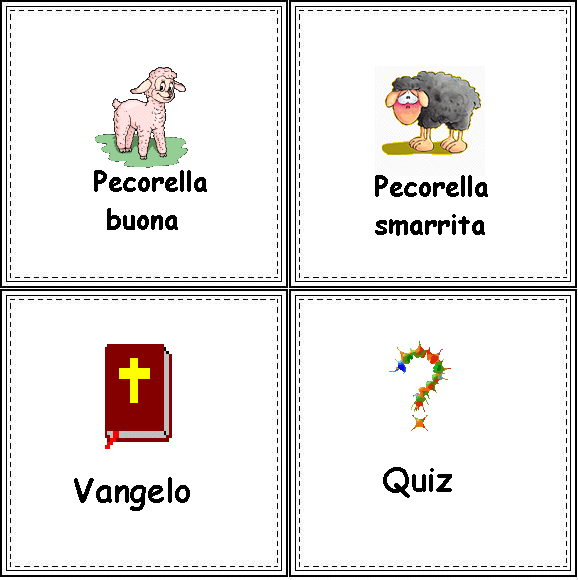 Pecorella
buona
Pecorella
smarrita
Vangelo
Quiz